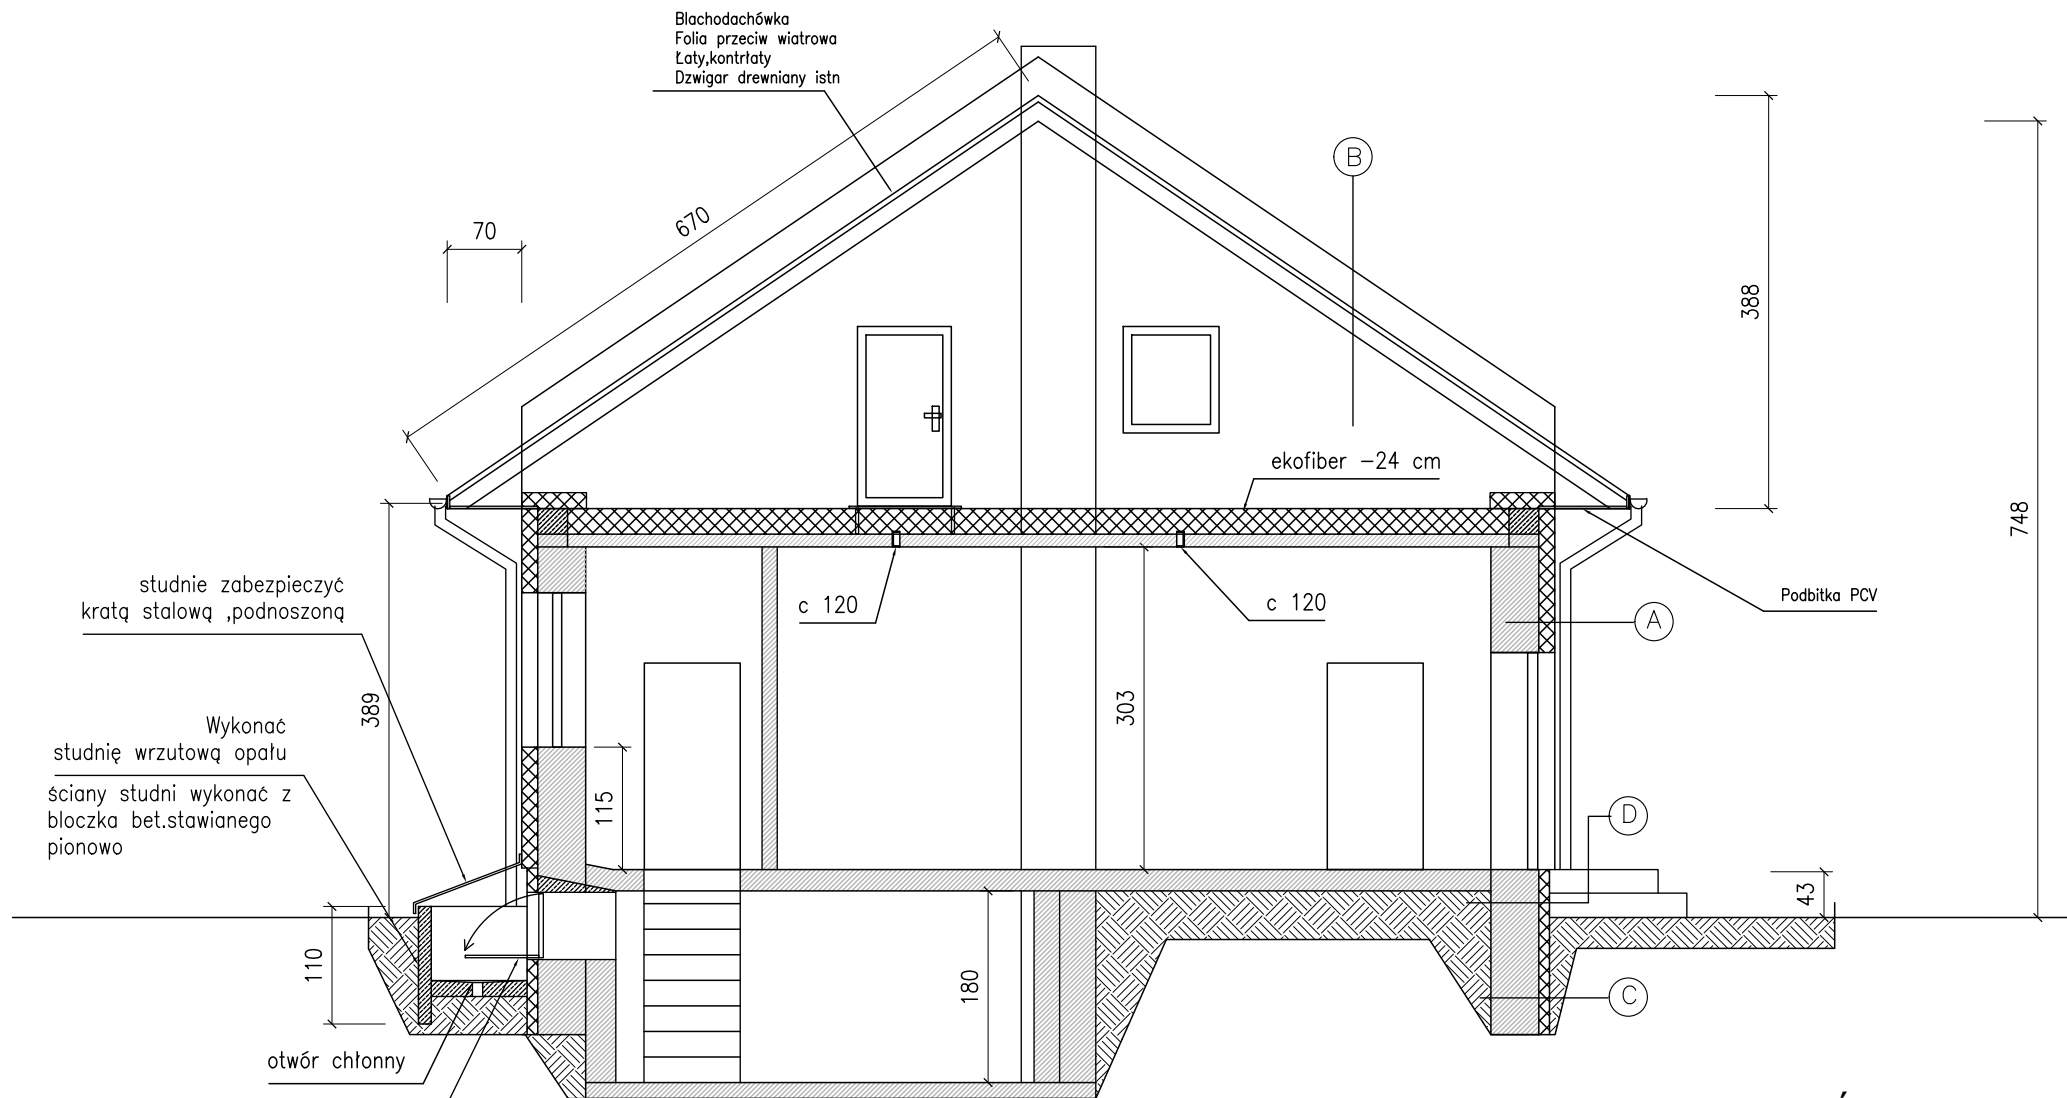 Blachodachówka
Folia przeciw wiatrowa
Łaty,kontrłaty
Dzwigar drewniany istn
670
70
B
388
748
ekofiber -24 cm
c 120
c 120
Podbitka PCV
A
studnie zabezpieczyć
kratą stalową ,podnoszoną
389
303
Wykonać
studnię wrzutową opału
ściany studni wykonać z
bloczka bet.stawianego
pionowo
115
D
43
110
180
C
otwór chłonny